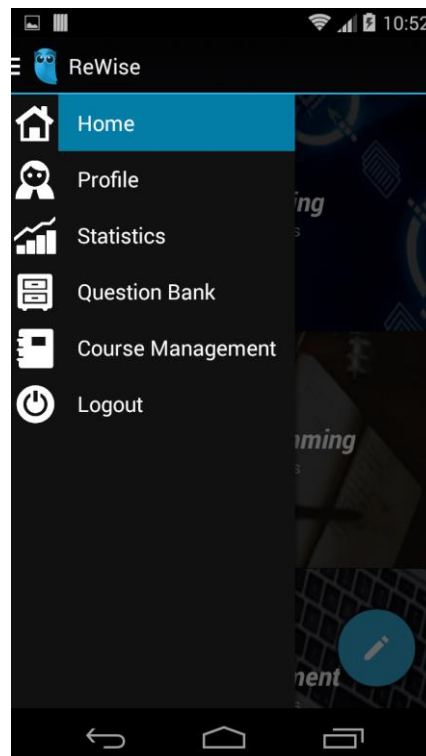 10:52
ReWise
Home
ing
s
Profile
Statistics
Question Bank
Course Management
mming
s
Logout
ment
s